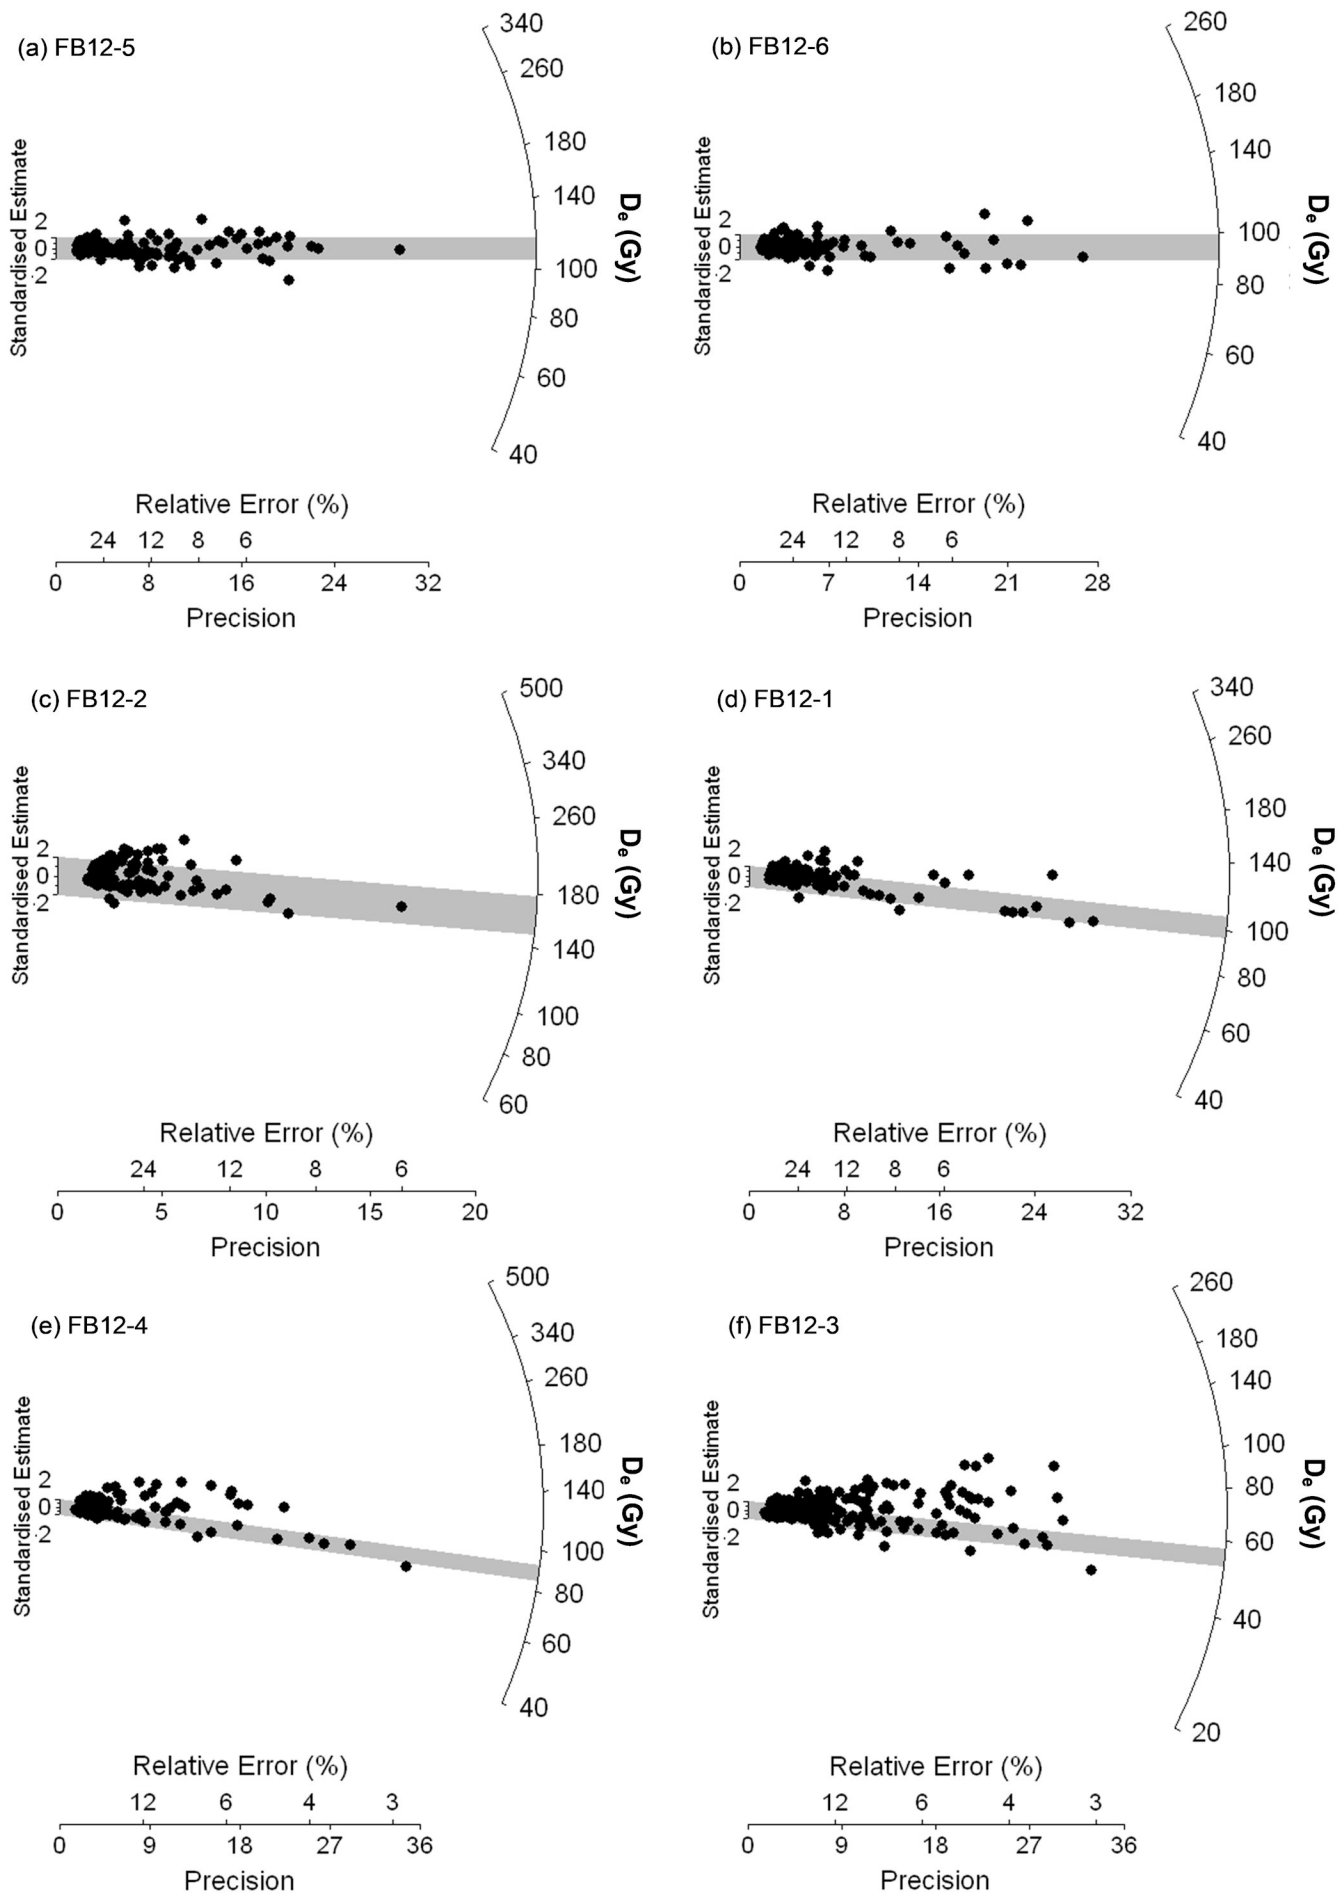 (a) FB12-5
340
260
180
140
100
80
60
40
De (Gy)
Standardised Estimate
2
0
-2
Relative Error (%)
24 12 8 6
0 8 16 24 32
Precision
(b) FB12-6
260
180
140
100
80
60
40
De (Gy)
Standardised Estimate
2
0
-2
Relative Error (%)
24 12 8 6
0 7 14 21 28
Precision
(c) FB12-2
500
340
260
180
140
100
80
60
De (Gy)
Standardised Estimate
2
0
-2
Relative Error (%)
24 12 8 6
0 5 10 15 20
Precision
(d) FB12-1
340
260
180
140
100
80
60
40
De (Gy)
Standardised Estimate
2
0
-2
Relative Error (%)
24 12 8 6
0 8 16 24 32
Precision
(e) FB12-4
500
340
260
180
140
100
80
60
40
De (Gy)
Standardised Estimate
2
0
-2
Relative Error (%)
12 6 4 3
0 9 18 27 36
Precision
(f) FB12-3
260
180
140
100
80
60
40
20
De (Gy)
Standardised Estimate
2
0
-2
Relative Error (%)
12 6 4 3
0 9 18 27 36
Precision